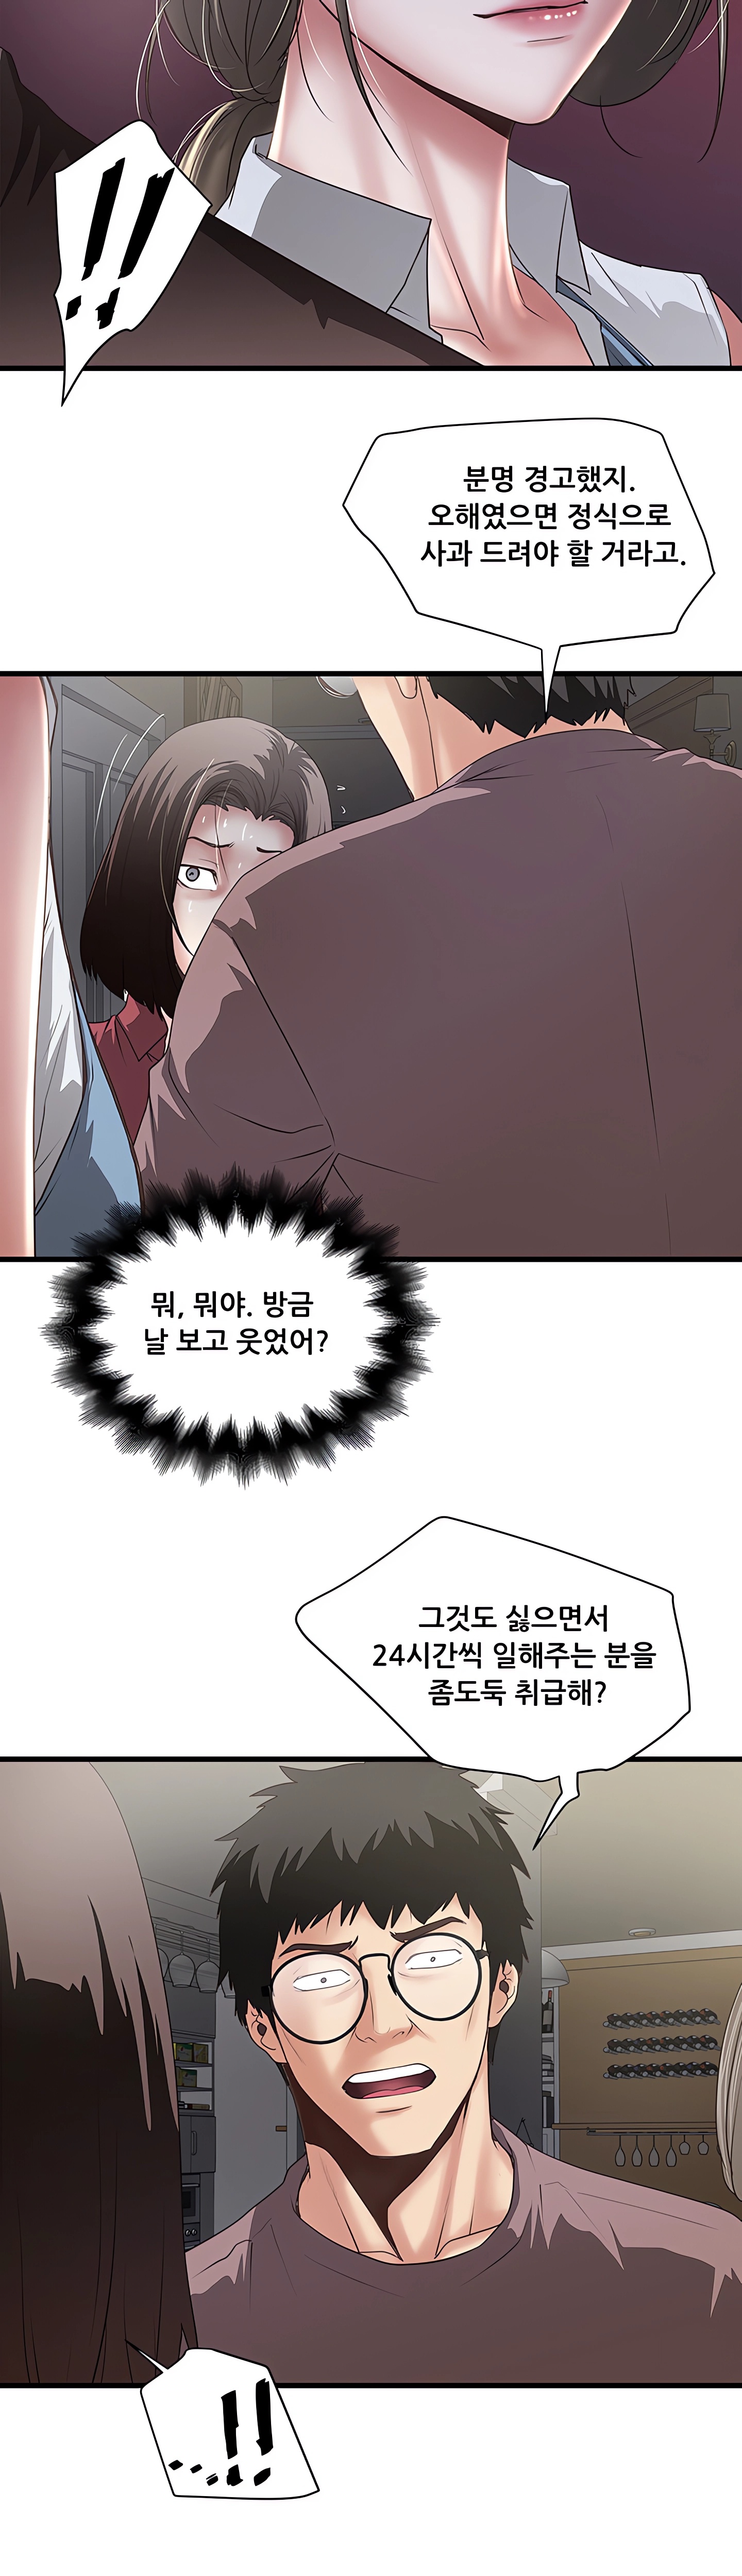 !!
분명 경고했지.
오해였으면 정식으로
사과 드려야 할 거라고.
뭐, 뭐야. 방금
날 보고 웃었어?
그것도 싫으면서
24시간씩 일해주는 분을
좀도둑 취급해?
...!!